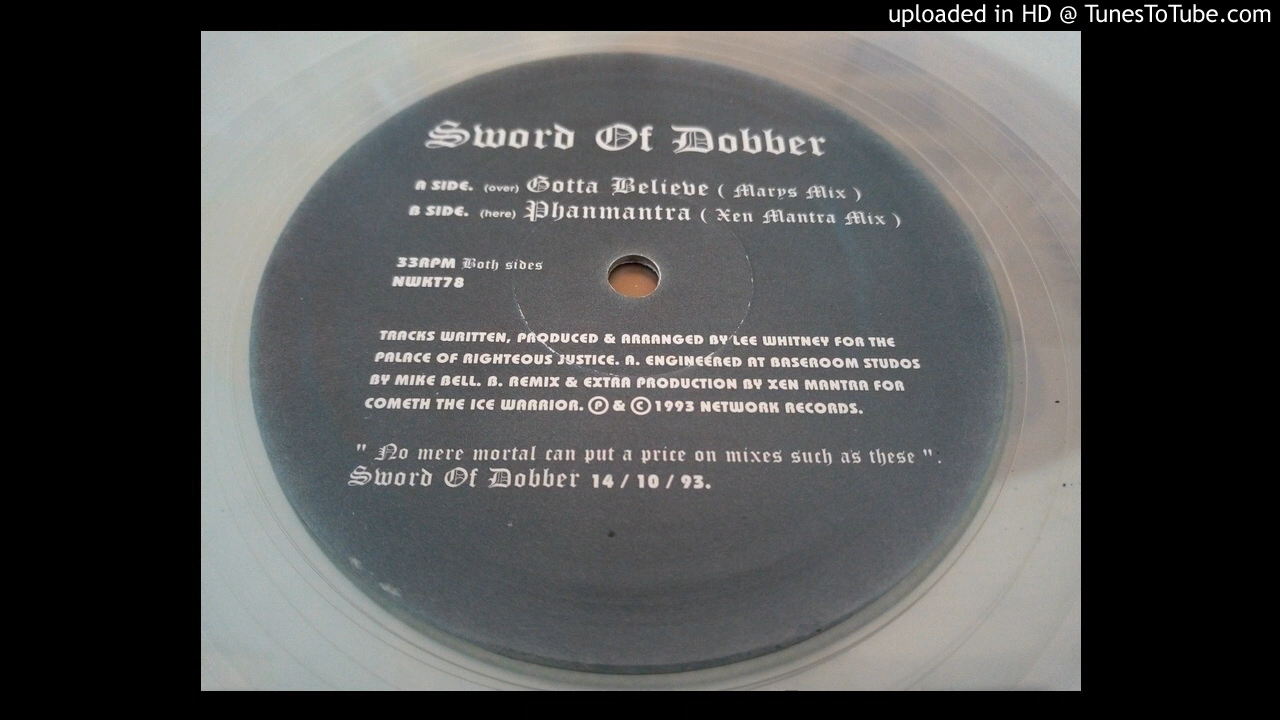 uploaded in HD @ TunesToTube.com
Sword Of Dobber
A SIDE. (over) Gotta Believe ( Marys Mix )
B SIDE. (here) Phanmantra ( Xen Mantra Mix )
33RPM Both sides
NWKT78
TRACKS WRITTEN, PRODUCED & ARRANGED BY LEE WHITNEY FOR THE
PALACE OF RIGHTEOUS JUSTICE. A. ENGINEERED AT BASEROOM STUDOS
BY MIKE BELL. B. REMIX & EXTRA PRODUCTION BY XEN MANTRA FOR
COMETH THE ICE WARRIOR. Ⓟ & © 1993 NETWORK RECORDS.
" No mere mortal can put a price on mixes such as these ".
Sword Of Dobber 14 / 10 / 93.